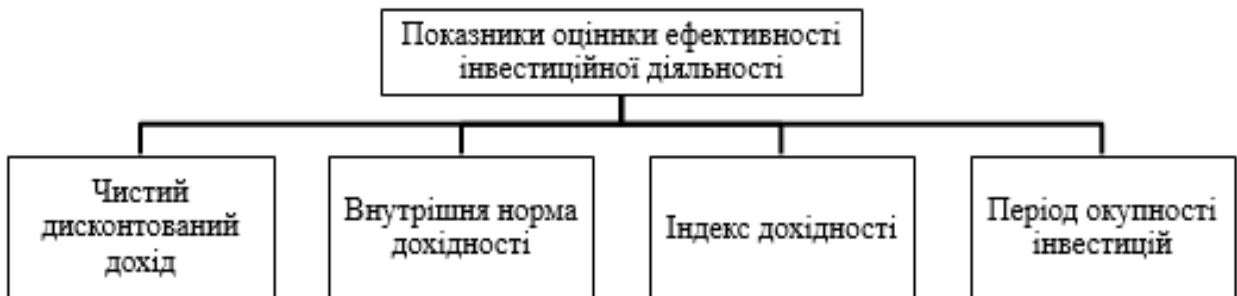 Показники оціннки ефективності
інвестиційної діяльності
Чистий
дисконтований
дохід
Внутрішня норма
дохідності
Індекс дохідності
Період окупності
інвестицій